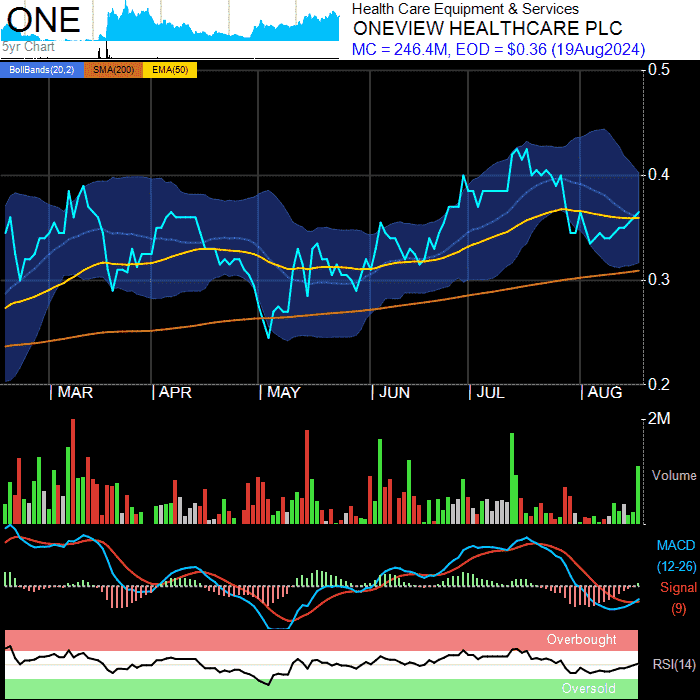 ONE
Health Care Equipment & Services
ONEVIEW HEALTHCARE PLC
5yr Chart
MC = 246.4M, EOD = $0.36 (19Aug2024)
BollBands(20,2) SMA(200) EMA(50)
0.5
0.4
0.3
0.2
MAR APR MAY JUN JUL AUG
2M
Volume
MACD
(12-26)
Signal
(9)
Overbought
RSI(14)
Oversold